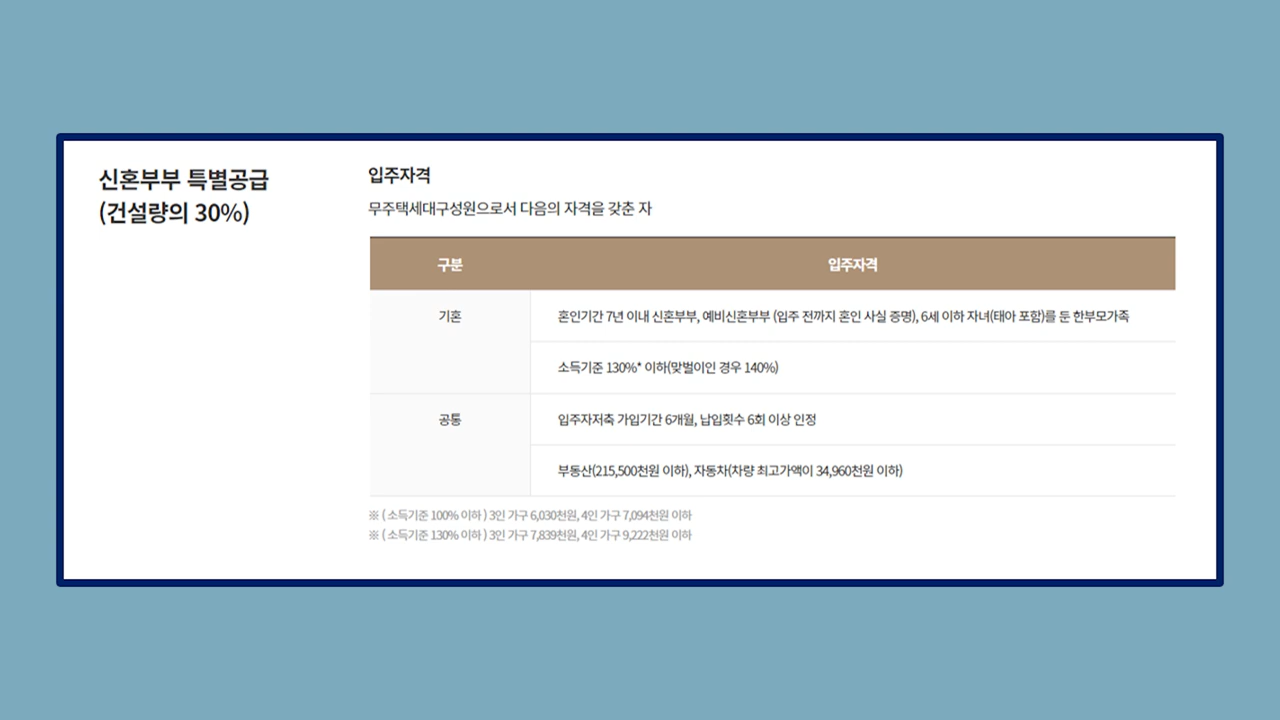 신혼부부 특별공급
(건설량의 30%)
입주자격
무주택세대구성원으로서 다음의 자격을 갖춘 자
구분 입주자격
기혼 혼인기간 7년 이내 신혼부부, 예비신혼부부 (입주 전까지 혼인 사실 증명), 6세 이하 자녀(태아 포함)를 둔 한부모가족
소득기준 130%* 이하(맞벌이인 경우 140%)
공통 입주자저축 가입기간 6개월, 납입횟수 6회 이상 인정
부동산(215,500천원 이하), 자동차(차량 최고가액이 34,960천원 이하)
※ ( 소득기준 100% 이하 ) 3인 가구 6,030천원, 4인 가구 7,094천원 이하
※ ( 소득기준 130% 이하 ) 3인 가구 7,839천원, 4인 가구 9,222천원 이하